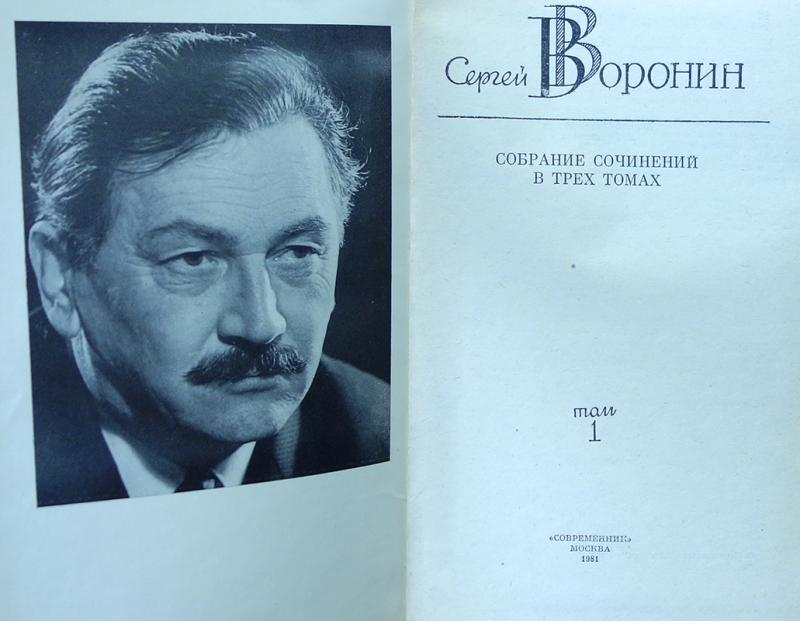 Сергей Воронин
СОБРАНИЕ СОЧИНЕНИЙ
В ТРЕХ ТОМАХ
том
1
«СОВРЕМЕННИК»
МОСКВА
1981